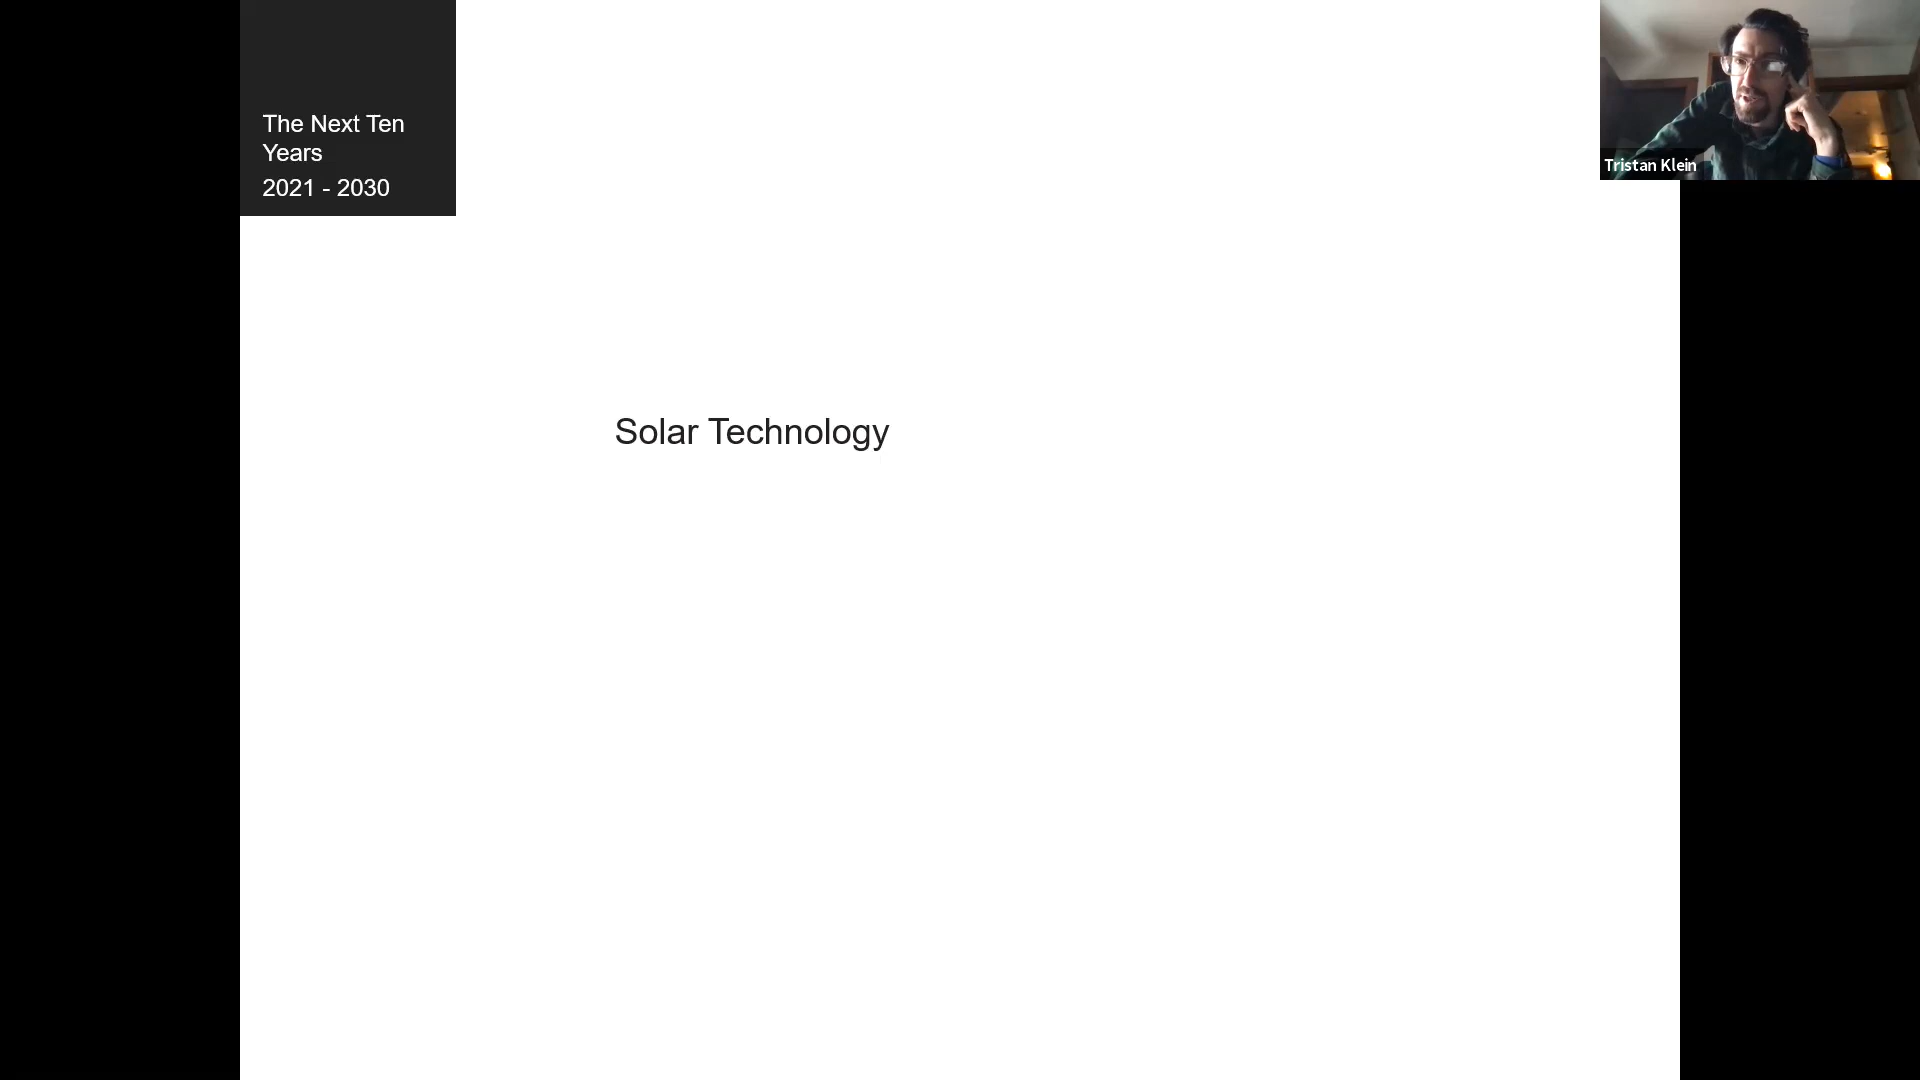 The Next Ten
Years
2021 - 2030
Tristan Klein
Solar Technology